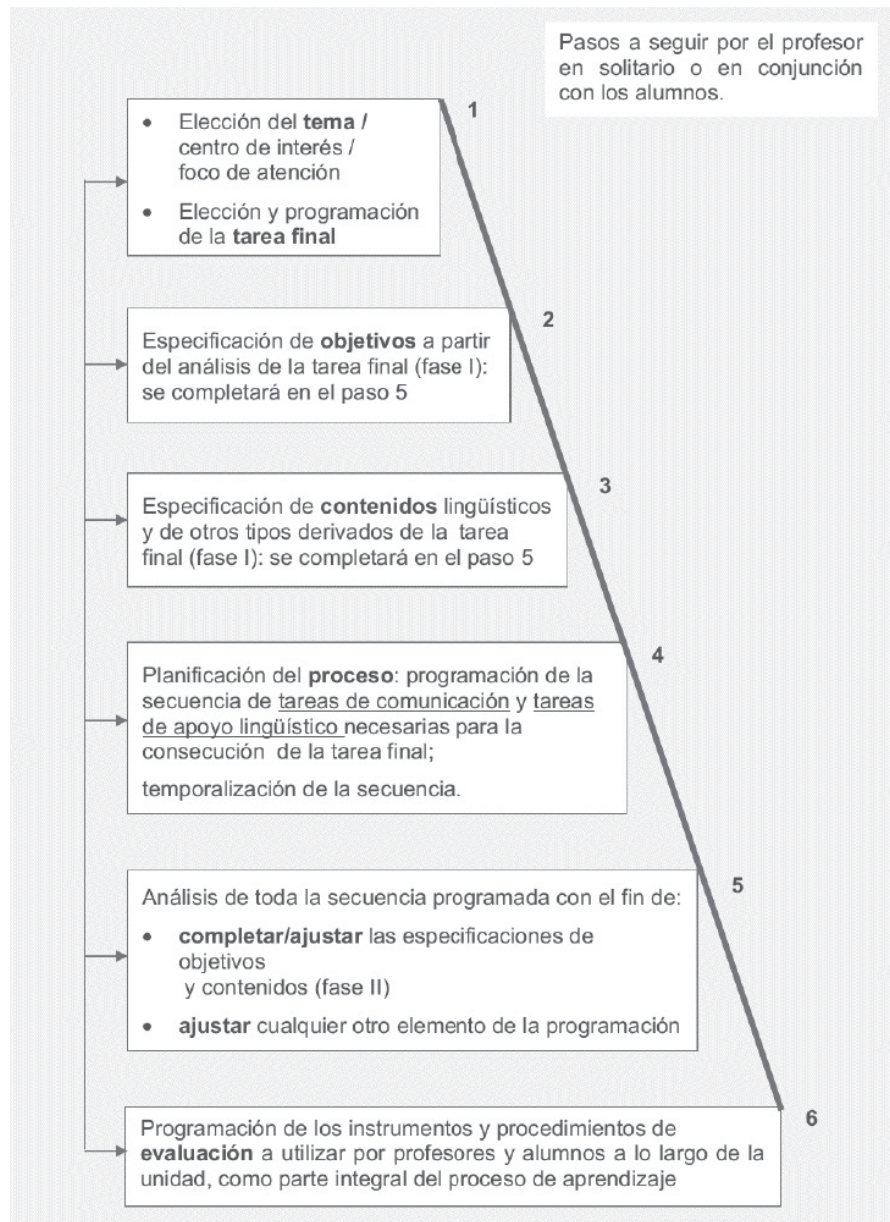 Pasos a seguir por el profesor
en solitario o en conjunción
con los alumnos.
1
• Elección del tema /
centro de interés /
foco de atención
• Elección y programación
de la tarea final
2
Especificación de objetivos a partir
del análisis de la tarea final (fase I):
se completará en el paso 5
3
Especificación de contenidos lingüísticos
y de otros tipos derivados de la tarea
final (fase I): se completará en el paso 5
4
Planificación del proceso: programación de la
secuencia de tareas de comunicación y tareas
de apoyo lingüístico necesarias para la
consecución de la tarea final;
temporalización de la secuencia.
5
Análisis de toda la secuencia programada con el fin de:
• completar/ajustar las especificaciones de
objetivos
y contenidos (fase II)
• ajustar cualquier otro elemento de la programación
6
Programación de los instrumentos y procedimientos de
evaluación a utilizar por profesores y alumnos a lo largo de la
unidad, como parte integral del proceso de aprendizaje